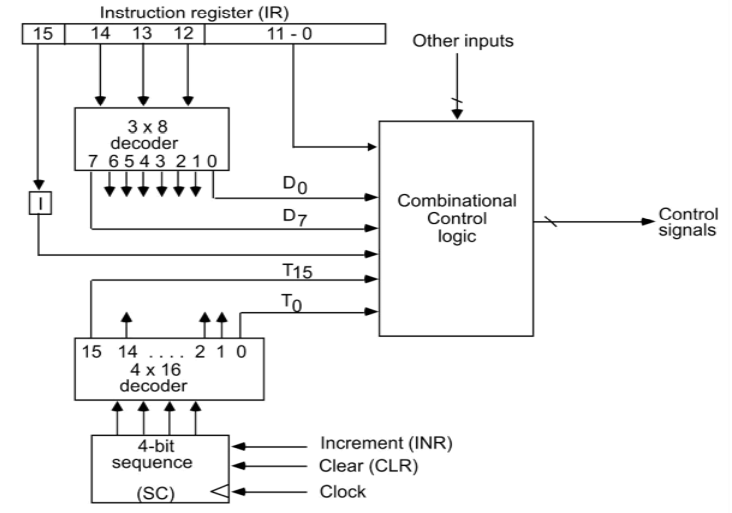 Instruction register (IR)
15 14 13 12 11 - 0
Other inputs
3 x 8
decoder
7 6 5 4 3 2 1 0
D0
D7
I
Combinational
Control
logic
Control
signals
T15
T0
15 14 .... 2 1 0
4 x 16
decoder
4-bit
sequence
(SC)
Increment (INR)
Clear (CLR)
Clock